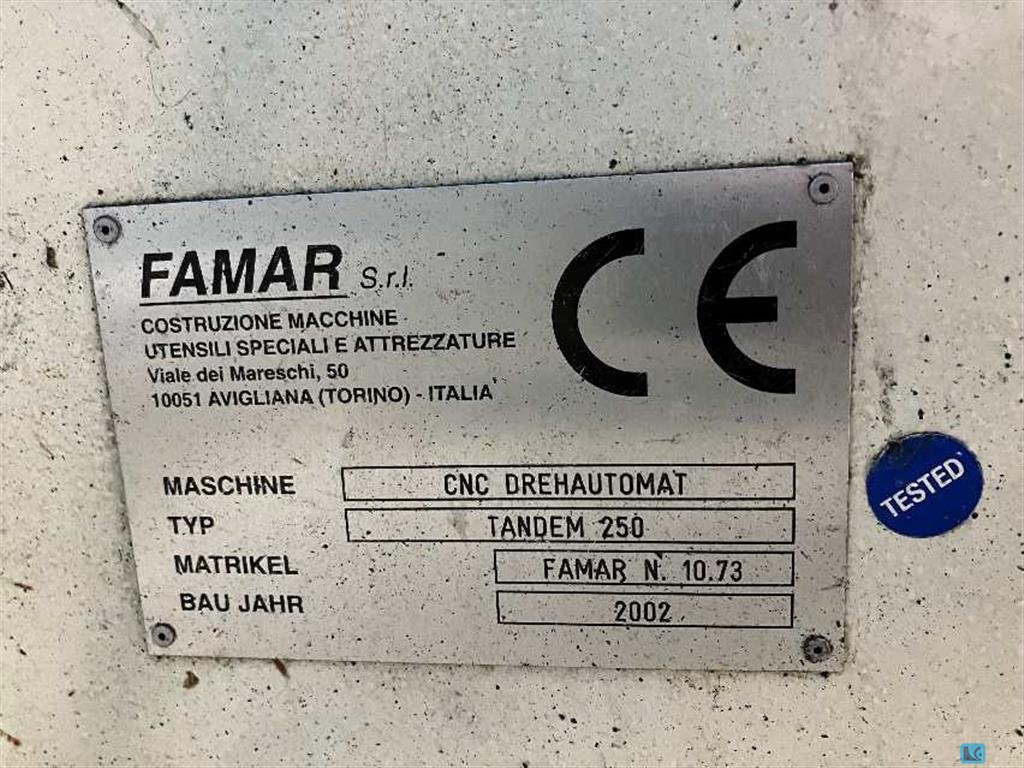 FAMAR S.r.l.
COSTRUZIONE MACCHINE
UTENSILI SPECIALI E ATTREZZATURE
Viale dei Mareschi, 50
10051 AVIGLIANA (TORINO) - ITALIA
CE
MASCHINE CNC DREHAUTOMAT
TYP TANDEM 250
MATRIKEL FAMAR N. 10.73
BAU JAHR 2002
TESTED